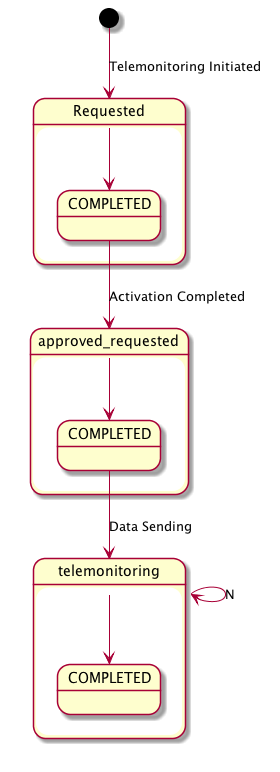 Telemonitoring Initiated
Requested
COMPLETED
Activation Completed
approved_requested
COMPLETED
Data Sending
telemonitoring
N
COMPLETED